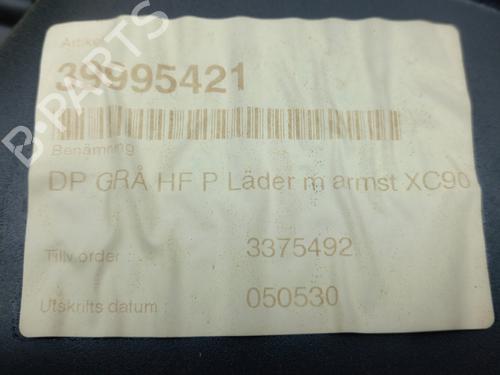 Artikel
39995421
Benämning
DP GRÅ HF P Läder m armst XC90
Tillv order : 3375492
Utskrifts datum : 050530
B-PARTS